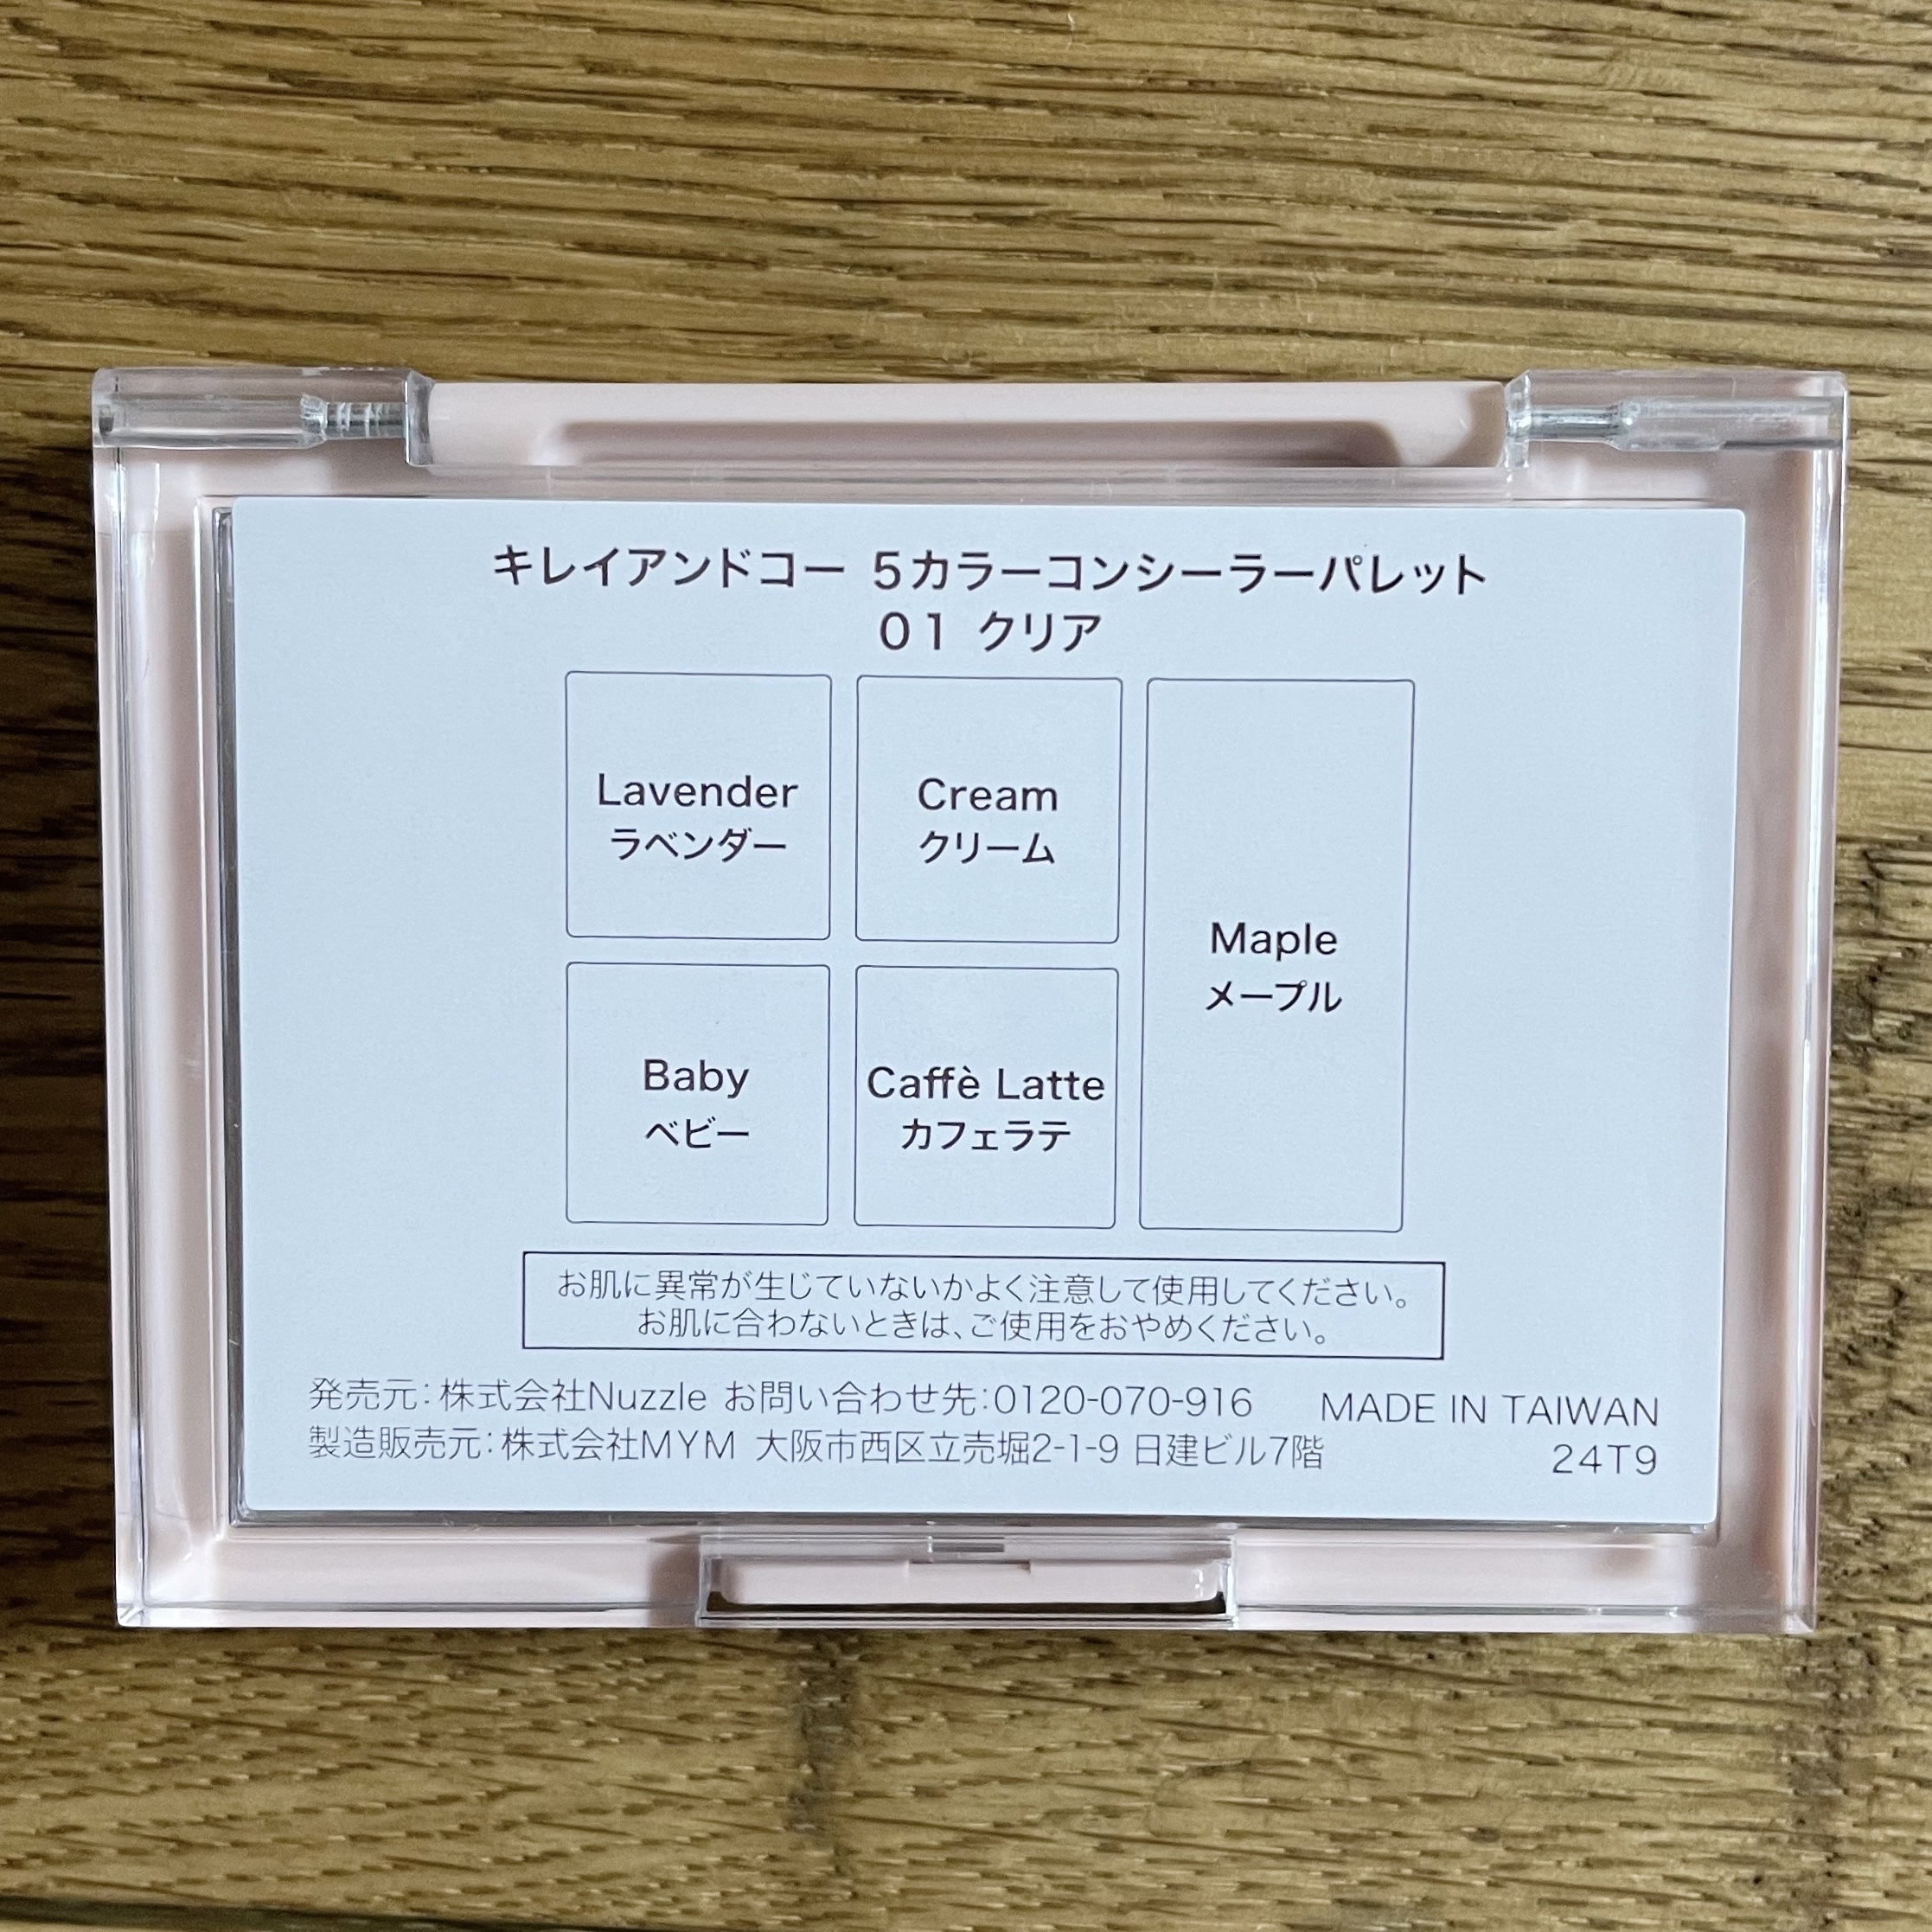 キレイアンドコー 5カラーコンシーラーパレット
01 クリア
Lavender
ラベンダー
Cream
クリーム
Maple
メープル
Baby
ベビー
Caffè Latte
カフェラテ
お肌に異常が生じていないかよく注意して使用してください。
お肌に合わないときは、ご使用をおやめください。
発売元：株式会社Nuzzle お問い合わせ先：0120-070-916
製造販売元：株式会社MYM 大阪市西区立売堀2-1-9 日建ビル7階
MADE IN TAIWAN
24T9